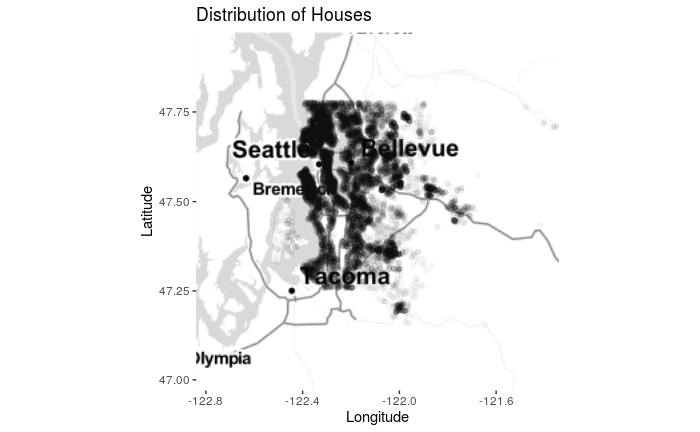 Distribution of Houses
47.75
Seattle
Bellevue
47.50
Latitude
Tacoma
47.25
47.00
-122.8
-122.4
-122.0
-121.6
Longitude